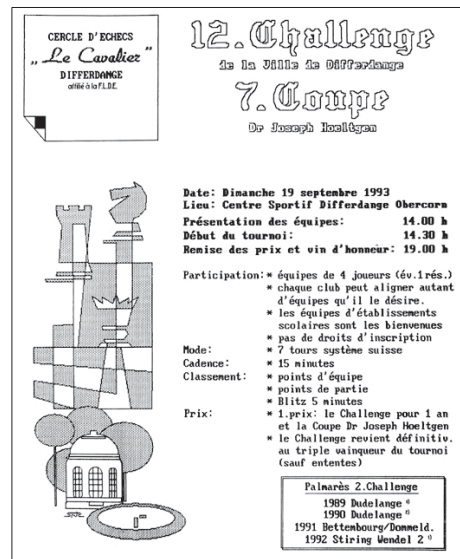 CERCLE D'ECHECS
„Le Cavalier"
DIFFERDANGE
affilié à la F.L.D.E.
12.Challenge
de la Ville de Differdange
7.Coupe
Dr Joseph Hoeltgen
Date: Dimanche 19 septembre 1993
Lieu: Centre Sportif Differdange Obercorn
Présentation des équipes: 14.00 h
Début du tournoi: 14.30 h
Remise des prix et vin d'honneur: 19.00 h
Participation: * équipes de 4 joueurs (év.1rés.)
* chaque club peut aligner autant
d'équipes qu'il le désire.
* les équipes d'établissements
scolaires sont les bienvenues
* pas de droits d'inscription
Mode: * 7 tours système suisse
Cadence: * 15 minutes
Classement: * points d'équipe
* points de partie
* Blitz 5 minutes
Prix: * 1.prix: le Challenge pour 1 an
et la Coupe Dr Joseph Hoeltgen
* le Challenge revient définitiv.
au triple vainqueur du tournoi
(sauf ententes)
Palmarès 2.Challenge
1989 Dudelange
1990 Dudelange
1991 Bettembourg/Dommeld.
1992 Stiring Wendel 2